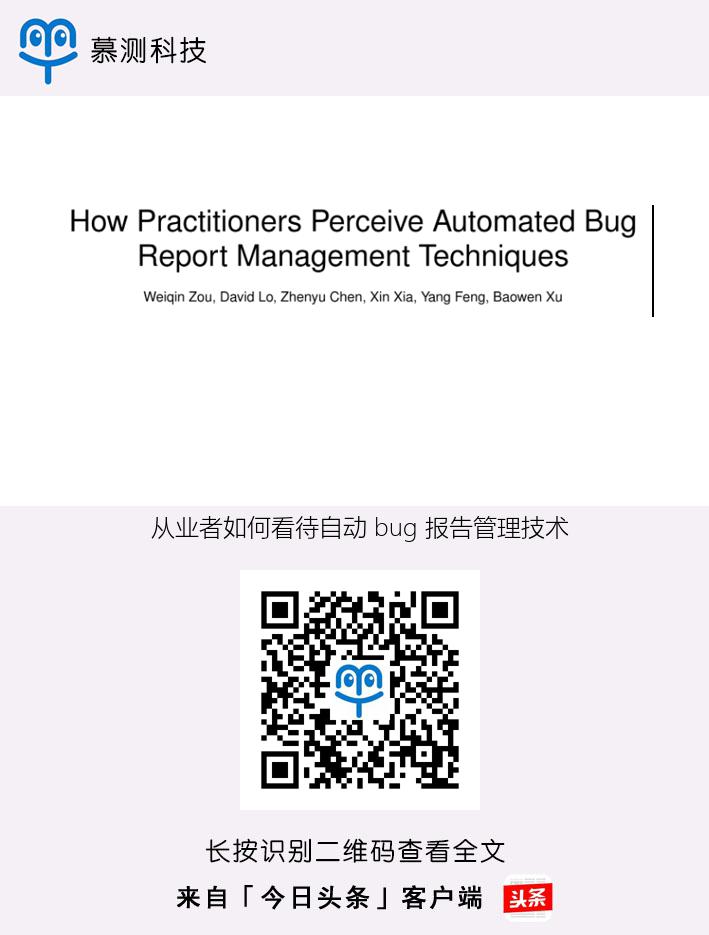 慕测科技
How Practitioners Perceive Automated Bug
Report Management Techniques
Weiqin Zou, David Lo, Zhenyu Chen, Xin Xia, Yang Feng, Baowen Xu
从业者如何看待自动 bug 报告管理技术
长按识别二维码查看全文
来自「今日头条」客户端
头条